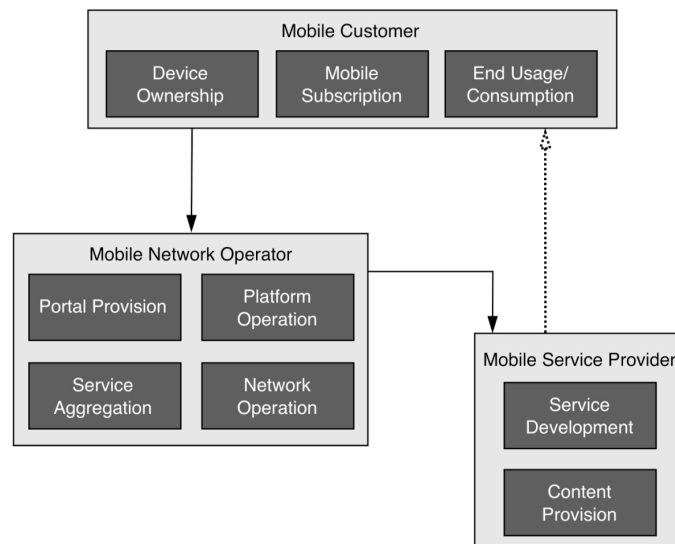 Mobile Customer
Device
Ownership
Mobile
Subscription
End Usage/
Consumption
Mobile Network Operator
Portal Provision
Platform
Operation
Service
Aggregation
Network
Operation
Mobile Service Provider
Service
Development
Content
Provision